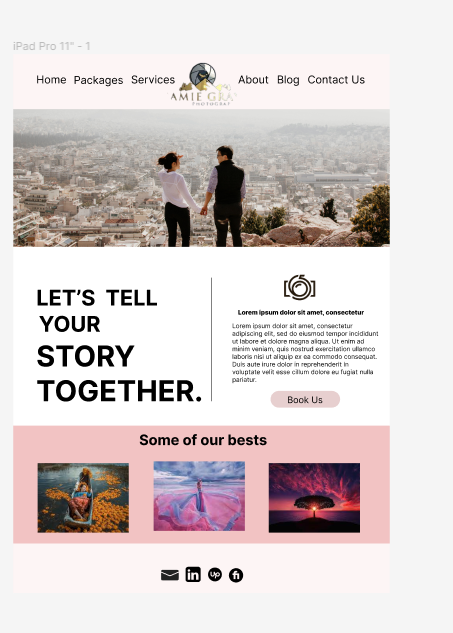 iPad Pro 11" - 1
Home Packages Services About Blog Contact Us
AMIE GRA
PHOTOGRAP
LET'S TELL
YOUR
STORY
TOGETHER.
Lorem ipsum dolor sit amet, consectetur
Lorem ipsum dolor sit amet, consectetur
adipiscing elit, sed do eiusmod tempor incididunt
ut labore et dolore magna aliqua. Ut enim ad
minim veniam, quis nostrud exercitation ullamco
laboris nisi ut aliquip ex ea commodo consequat.
Duis aute irure dolor in reprehenderit in
voluptate velit esse cillum dolore eu fugiat nulla
pariatur.
Book Us
Some of our bests
in Up fi